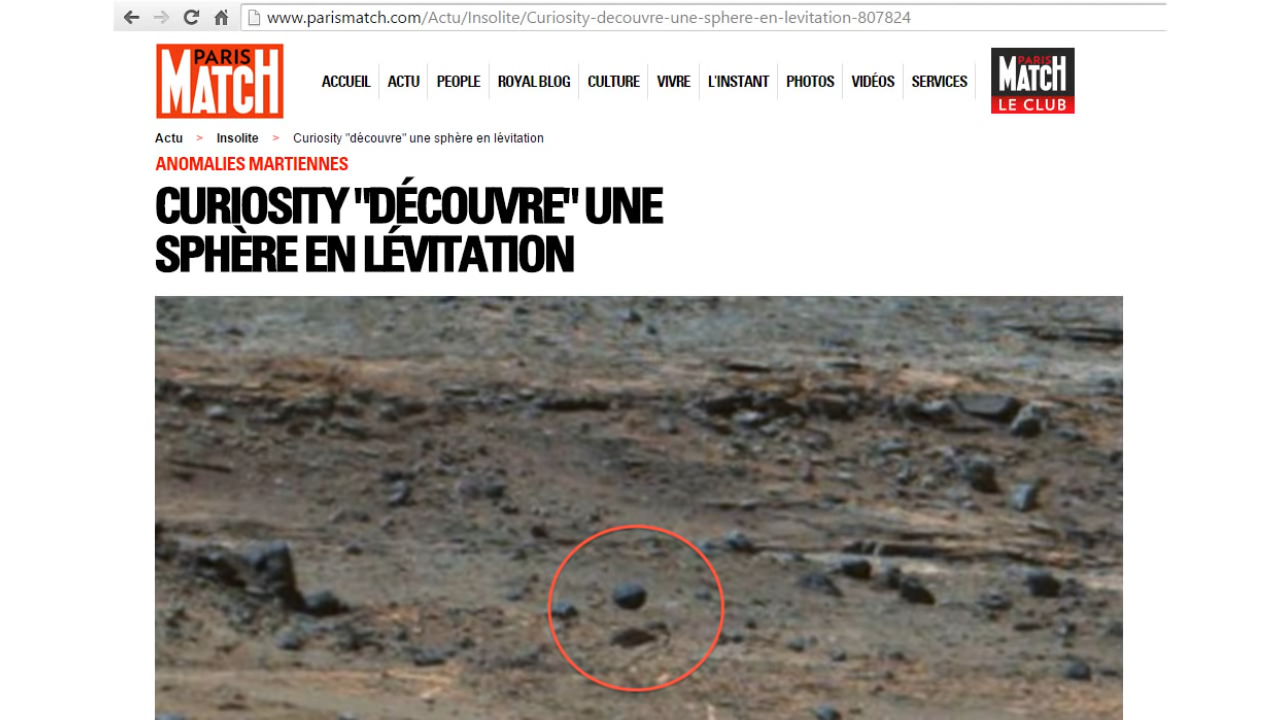 www.parismatch.com/Actu/Insolite/Curiosity-decouvre-une-sphere-en-levitation-807824
PARIS
MATCH
ACCUEIL ACTU PEOPLE ROYAL BLOG CULTURE VIVRE L'INSTANT PHOTOS VIDÉOS SERVICES
PARIS
MATCH
LE CLUB
Actu > Insolite > Curiosity "découvre" une sphère en lévitation
ANOMALIES MARTIENNES
CURIOSITY "DÉCOUVRE" UNE
SPHÈRE EN LÉVITATION